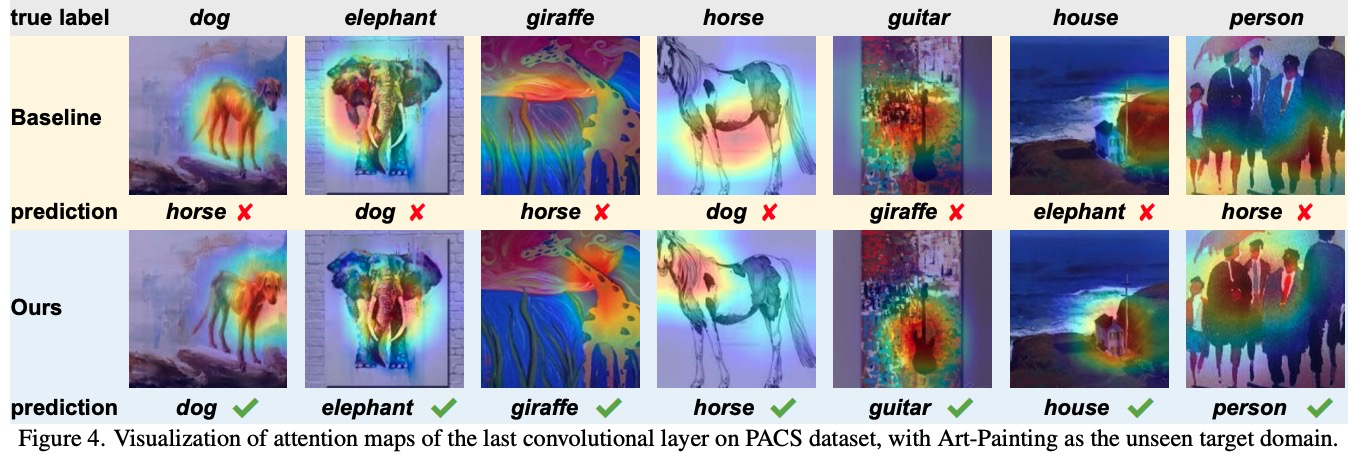 true label dog elephant giraffe horse guitar house person
Baseline
prediction horse ✘ dog ✘ horse ✘ dog ✘ giraffe ✘ elephant ✘ horse ✘
Ours
prediction dog ✔ elephant ✔ giraffe ✔ horse ✔ guitar ✔ house ✔ person ✔
Figure 4. Visualization of attention maps of the last convolutional layer on PACS dataset, with Art-Painting as the unseen target domain.